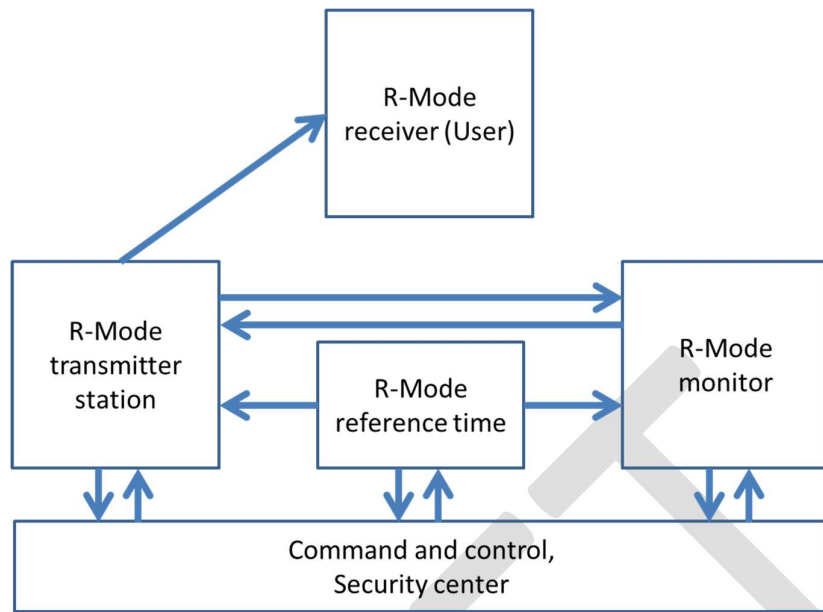 R-Mode
receiver (User)
R-Mode
transmitter
station
R-Mode
reference time
R-Mode
monitor
Command and control,
Security center